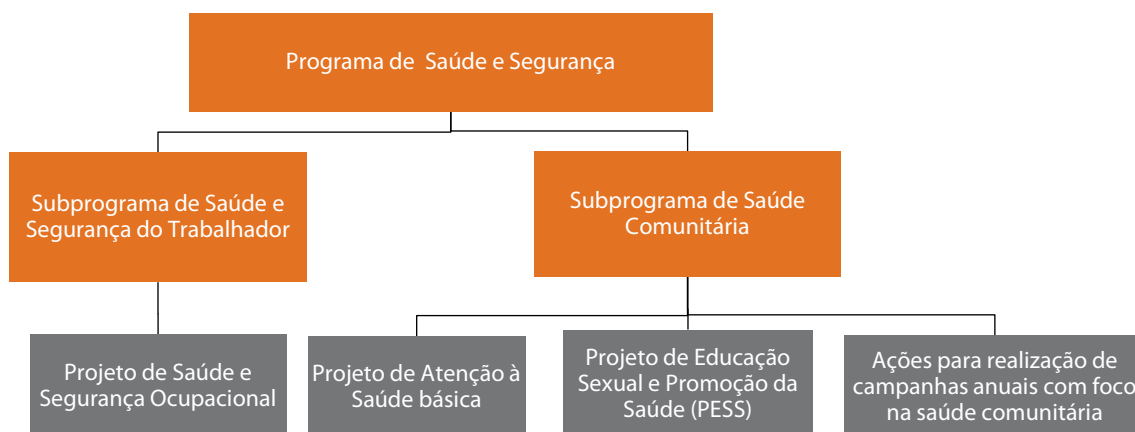 Programa de Saúde e Segurança
Subprograma de Saúde e
Segurança do Trabalhador
Subprograma de Saúde
Comunitária
Projeto de Saúde e
Segurança Ocupacional
Projeto de Atenção à
Saúde básica
Projeto de Educação
Sexual e Promoção da
Saúde (PESS)
Ações para realização de
campanhas anuais com foco
na saúde comunitária